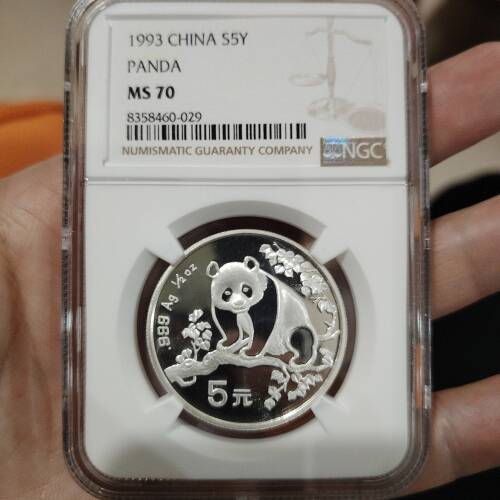 1993 CHINA S5Y
PANDA
MS 70
8358460-029
NUMISMATIC GUARANTY COMPANY
NGC
.999 Ag 1/2 oz
5元